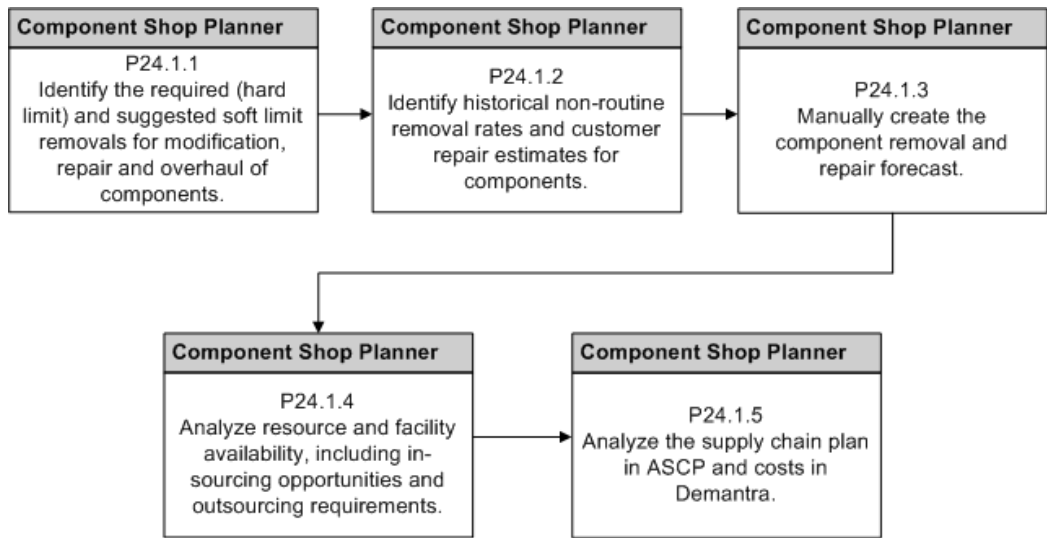 Component Shop Planner
P24.1.1
Identify the required (hard
limit) and suggested soft limit
removals for modification,
repair and overhaul of
components.
Component Shop Planner
P24.1.2
Identify historical non-routine
removal rates and customer
repair estimates for
components.
Component Shop Planner
P24.1.3
Manually create the
component removal and
repair forecast.
Component Shop Planner
P24.1.4
Analyze resource and facility
availability, including in-
sourcing opportunities and
outsourcing requirements.
Component Shop Planner
P24.1.5
Analyze the supply chain plan
in ASCP and costs in
Demantra.